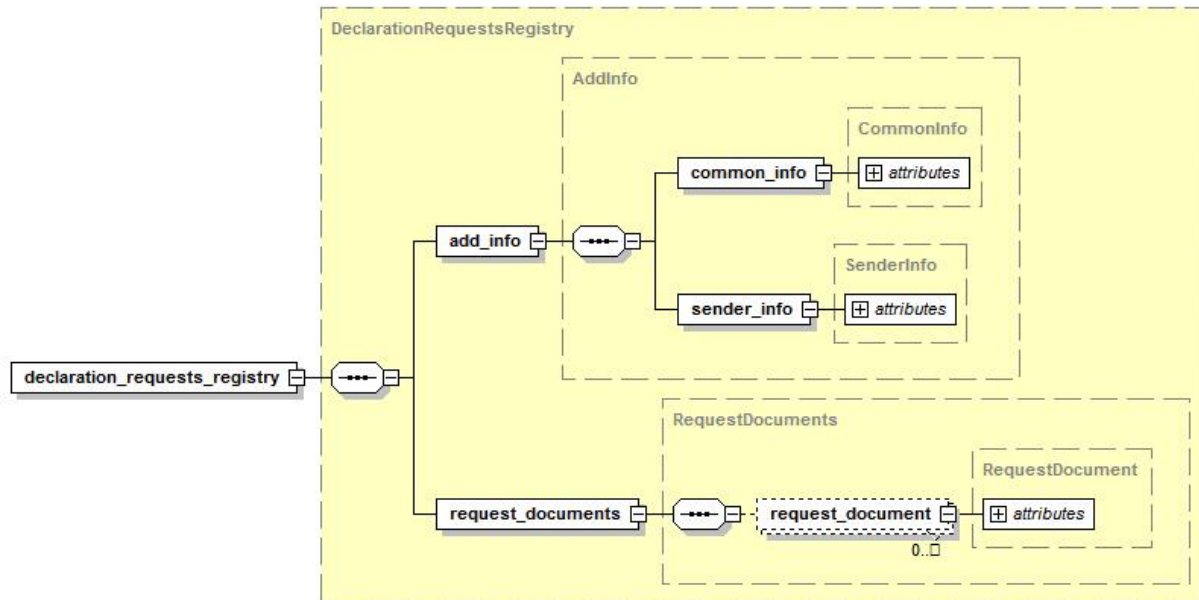 DeclarationRequestsRegistry
AddInfo
CommonInfo
common_info
attributes
add_info
SenderInfo
sender_info
attributes
declaration_requests_registry
RequestDocuments
RequestDocument
request_documents
request_document
attributes
0..□